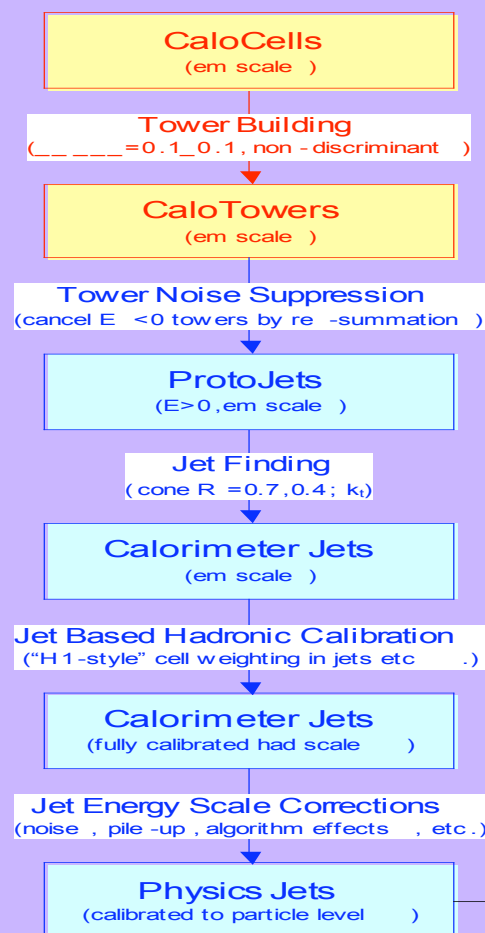 CaloCells
(em scale )
Tower Building
(_ _ _ _ _=0.1_0.1, non -discriminant )
CaloTowers
(em scale )
Tower Noise Suppression
(cancel E <0 towers by re -summation )
ProtoJets
(E>0,em scale )
Jet Finding
(cone R =0.7,0.4; kt)
Calorimeter Jets
(em scale )
Jet Based Hadronic Calibration
(“H1-style” cell weighting in jets etc .)
Calorimeter Jets
(fully calibrated had scale )
Jet Energy Scale Corrections
(noise , pile -up , algorithm effects , etc.)
Physics Jets
(calibrated to particle level )